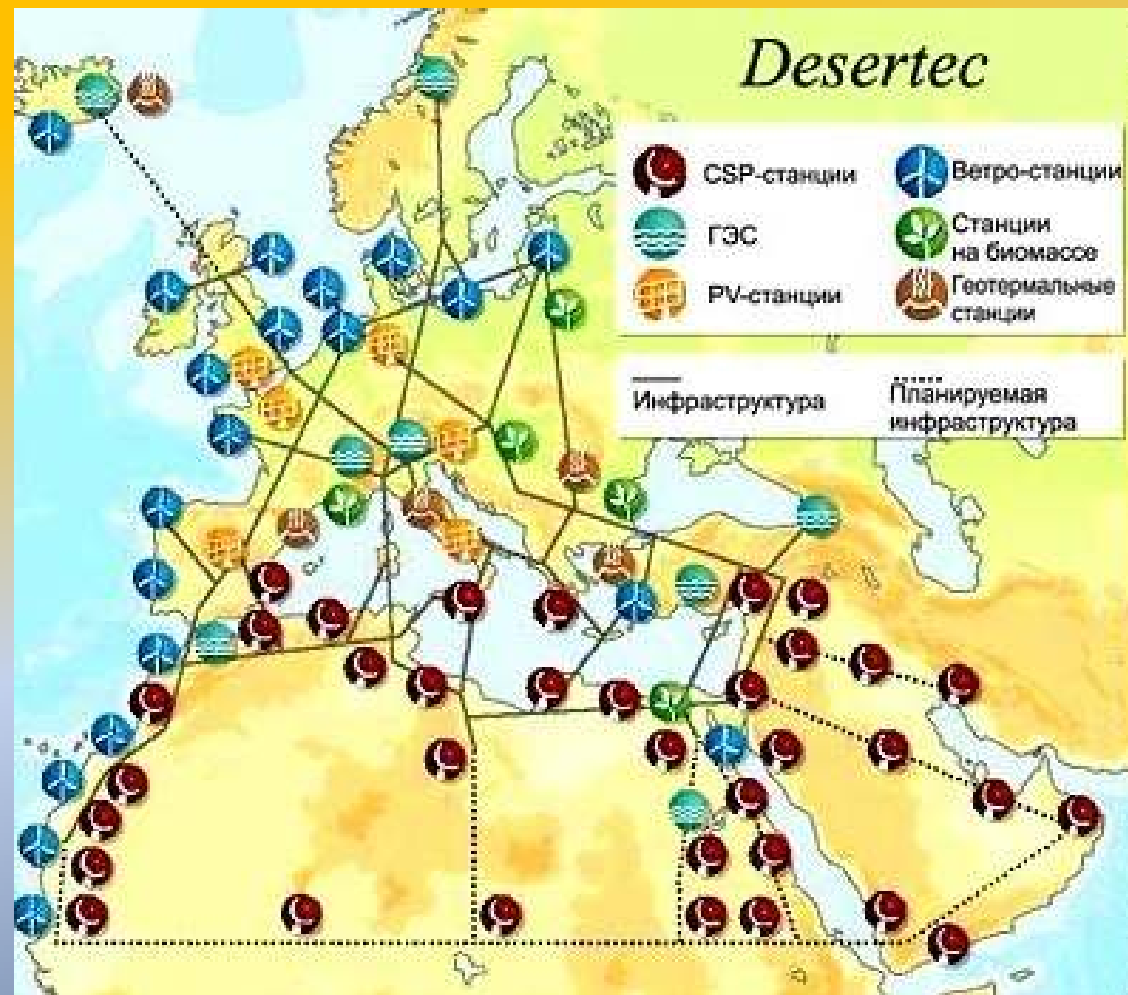 Desertec
CSP-станции
Ветро-станции
ГЭС
Станции
на биомассе
PV-станции
Геотермальные
станции
Инфраструктура
Планируемая
инфраструктура